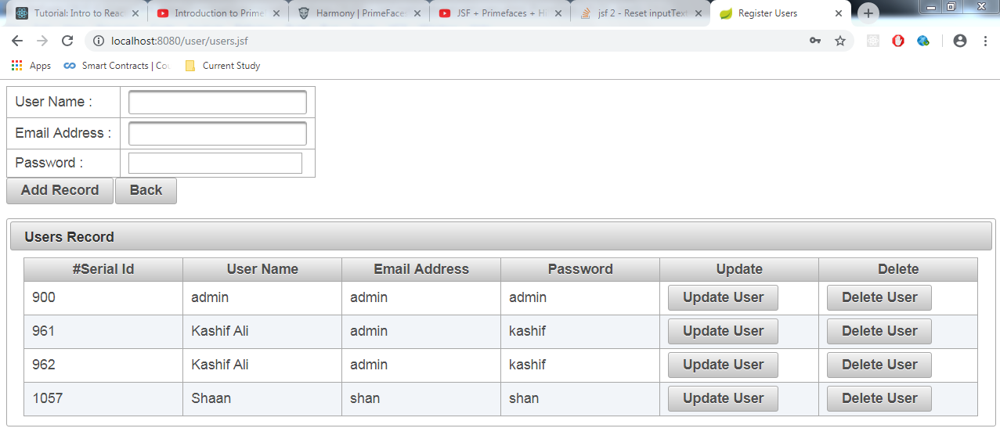 Tutorial: Intro to Reac
Introduction to Prime
Harmony | PrimeFace
JSF + Primefaces + Hi
jsf 2 - Reset inputText
Register Users
localhost:8080/user/users.jsf
Apps
Smart Contracts | Cou
Current Study
User Name :
Email Address :
Password :
Add Record Back
Users Record
#Serial Id User Name Email Address Password Update Delete
900 admin admin admin Update User Delete User
961 Kashif Ali admin kashif Update User Delete User
962 Kashif Ali admin kashif Update User Delete User
1057 Shaan shan shan Update User Delete User